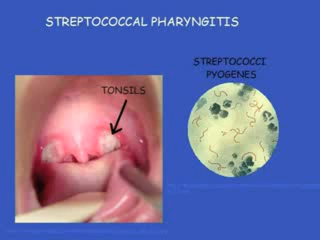 STREPTOCOCCAL PHARYNGITIS
STREPTOCOCCI
PYOGENES
TONSILS